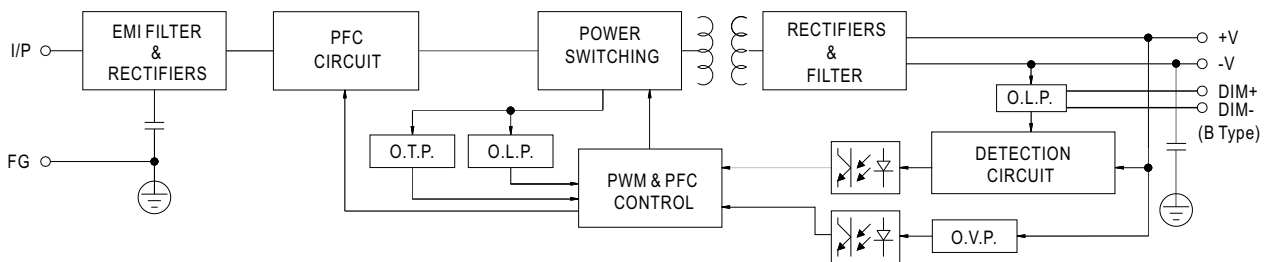 I/P
EMI FILTER
&
RECTIFIERS
PFC
CIRCUIT
POWER
SWITCHING
RECTIFIERS
&
FILTER
+V
-V
DIM+
DIM-
(B Type)
O.L.P.
FG
O.T.P.
O.L.P.
PWM & PFC
CONTROL
DETECTION
CIRCUIT
O.V.P.